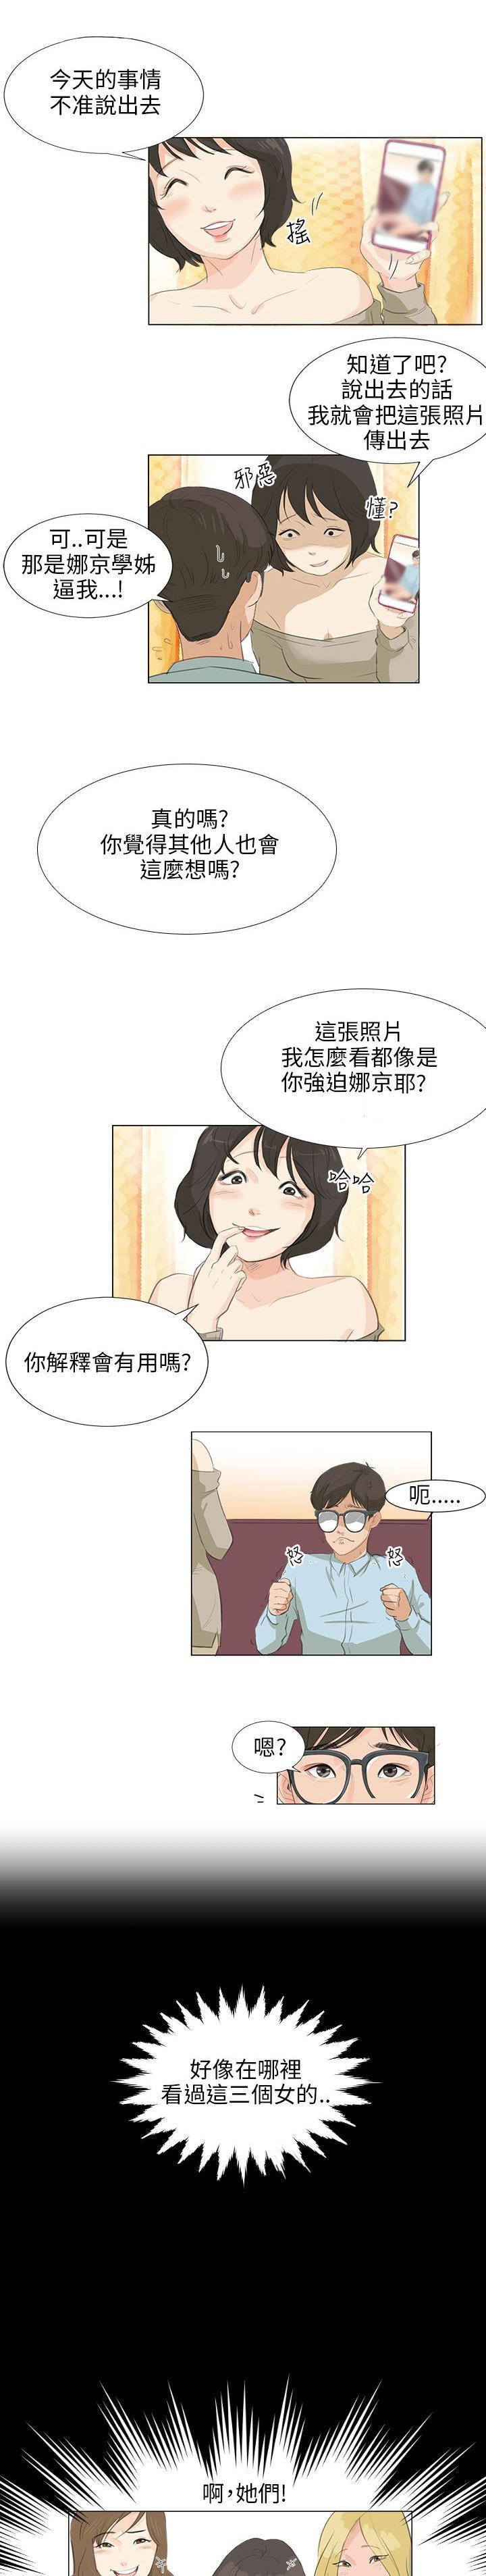 今天的事情
不准說出去
搖
知道了吧?
說出去的話
我就會把這張照片
傳出去
邪惡
懂?
可..可是
那是娜京學姊
逼我...!
真的嗎?
你覺得其他人也會
這麼想嗎?
這張照片
我怎麼看都像是
你強迫娜京耶?
哈哈
你解釋會有用嗎?
呃.....
怒
怒
嗯?
好像在哪裡
看過這三個女的..
啊,她們!